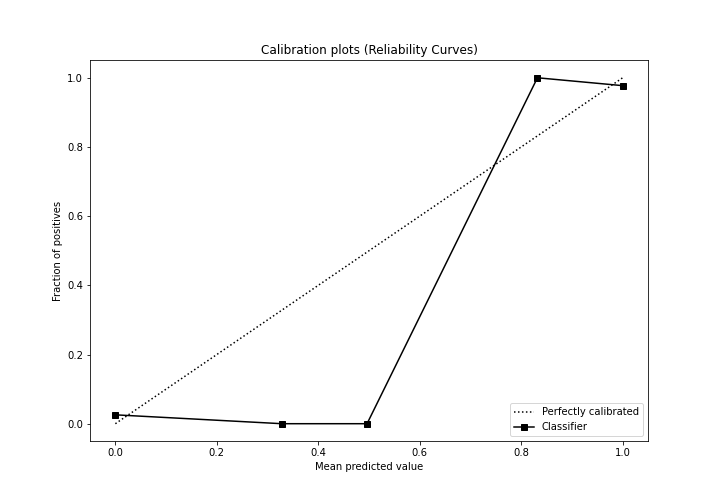 Calibration plots (Reliability Curves)
1.0
0.8
0.6
0.4
0.2
0.0
Fraction of positives
0.0 0.2 0.4 0.6 0.8 1.0
Mean predicted value
Perfectly calibrated
Classifier